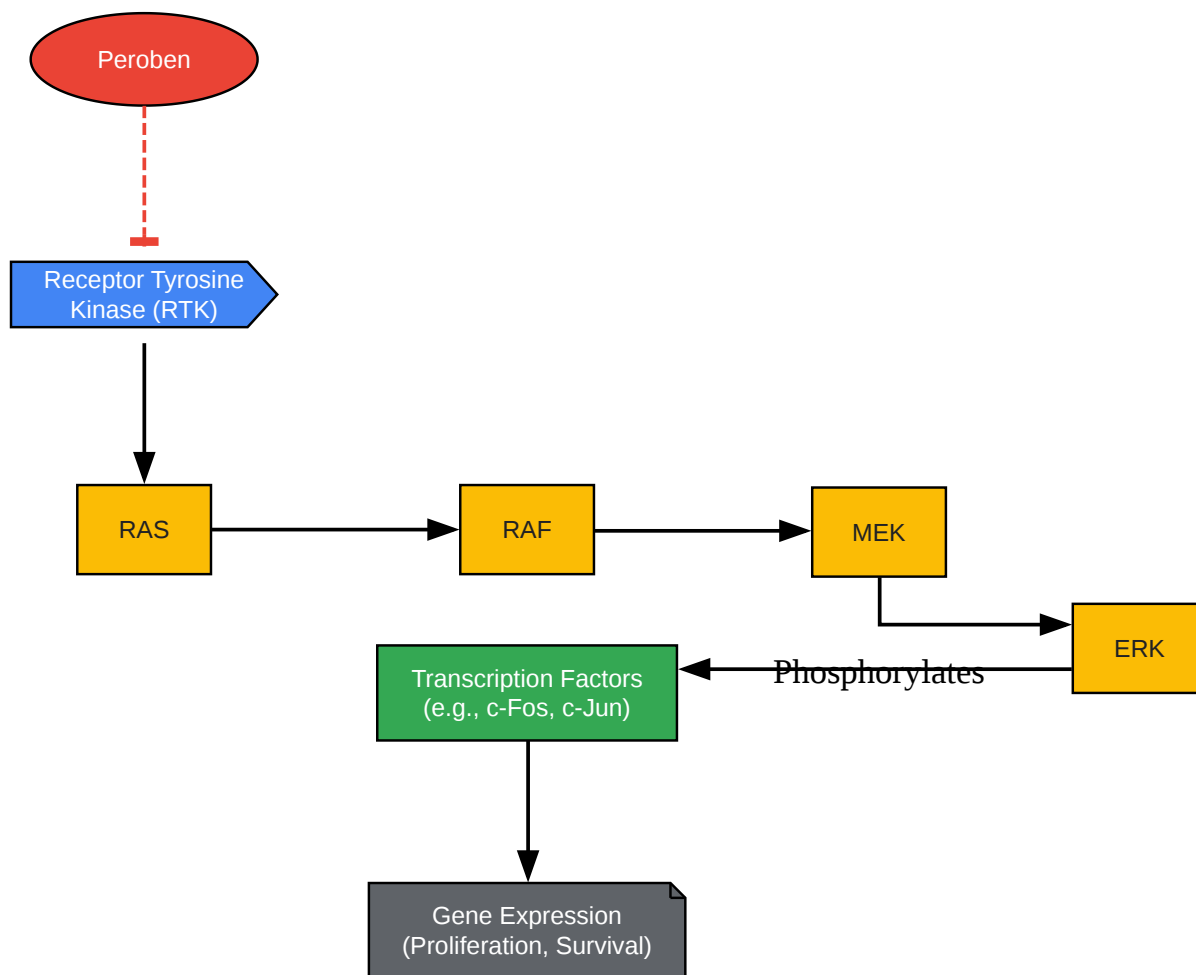 Peroben
Receptor Tyrosine
Kinase (RTK)
RAS
RAF
MEK
ERK
Phosphorylates
Transcription Factors
(e.g., c-Fos, c-Jun)
Gene Expression
(Proliferation, Survival)